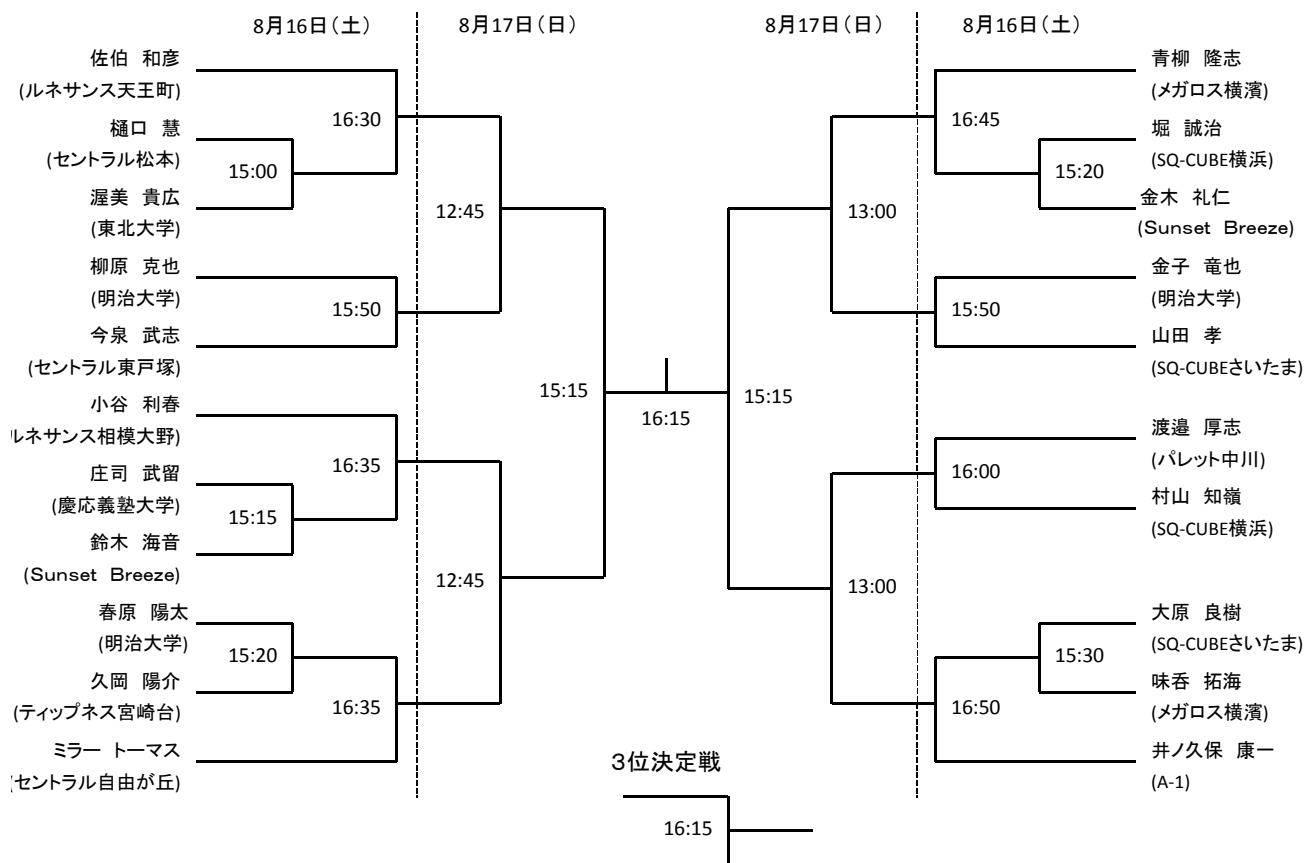 8月16日（土）
8月17日（日）
8月17日（日）
8月16日（土）
佐伯　和彦
(ルネサンス天王町)
16:30
樋口　慧
(セントラル松本)
15:00
渥美　貴広
(東北大学)
12:45
柳原　克也
(明治大学)
15:50
今泉　武志
(セントラル東戸塚)
15:15
小谷　利春
ルネサンス相模大野)
16:35
庄司　武留
(慶応義塾大学)
15:15
鈴木　海音
(Sunset　Breeze)
12:45
春原　陽太
(明治大学)
15:20
久岡　陽介
(ティップネス宮崎台)
16:35
ミラー　トーマス
(セントラル自由が丘)
16:15
青柳　隆志
(メガロス横濱)
16:45
堀　誠治
(SQ-CUBE横浜)
15:20
金木　礼仁
(Sunset　Breeze)
13:00
金子　竜也
(明治大学)
15:50
山田　孝
(SQ-CUBEさいたま)
15:15
渡邉　厚志
(パレット中川)
16:00
村山　知嶺
(SQ-CUBE横浜)
13:00
大原　良樹
(SQ-CUBEさいたま)
15:30
味呑　拓海
(メガロス横濱)
16:50
井ノ久保　康一
(A-1)
３位決定戦
16:15